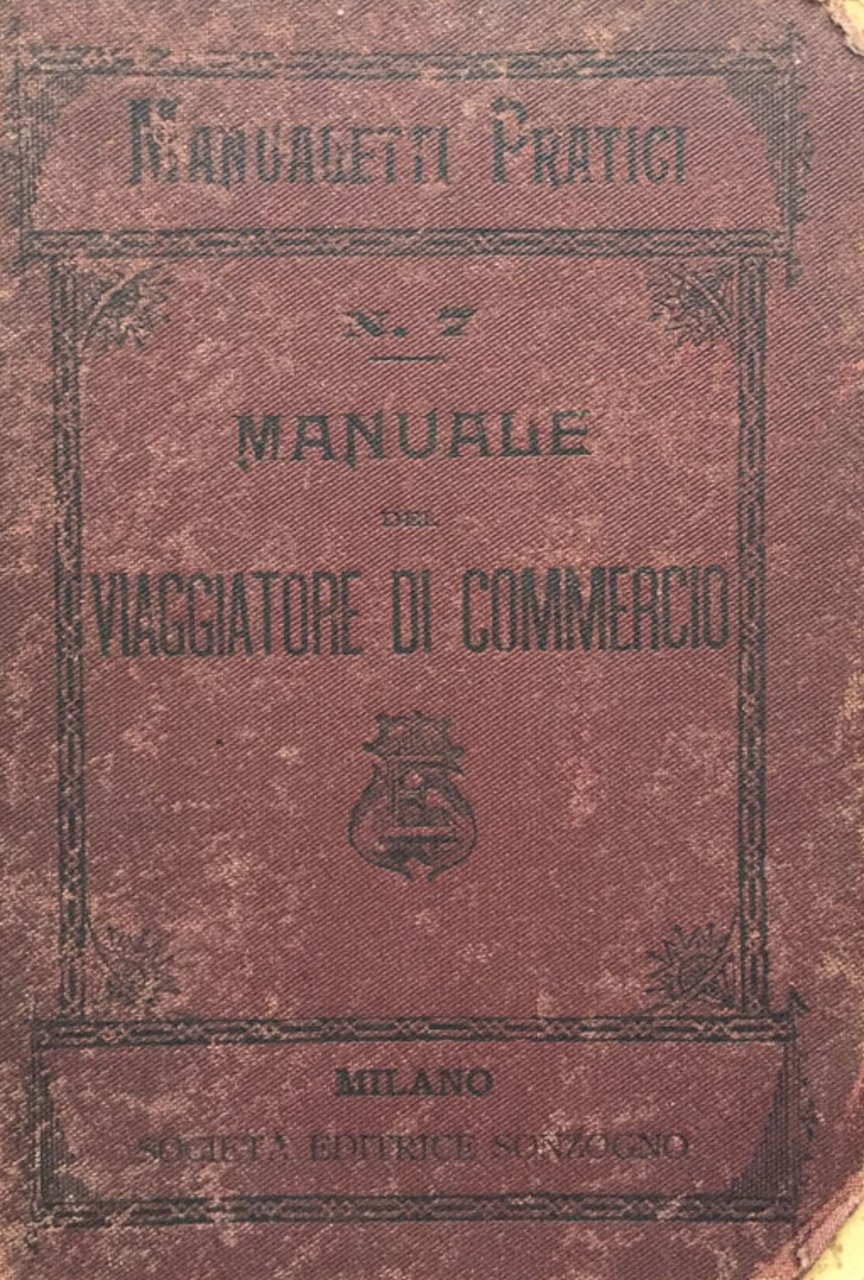 MANUALETTI PRATICI
N. 7
MANUALE
DEL
VIAGGIATORE DI COMMERCIO
MILANO
SOCIETÀ EDITRICE SONZOGNO